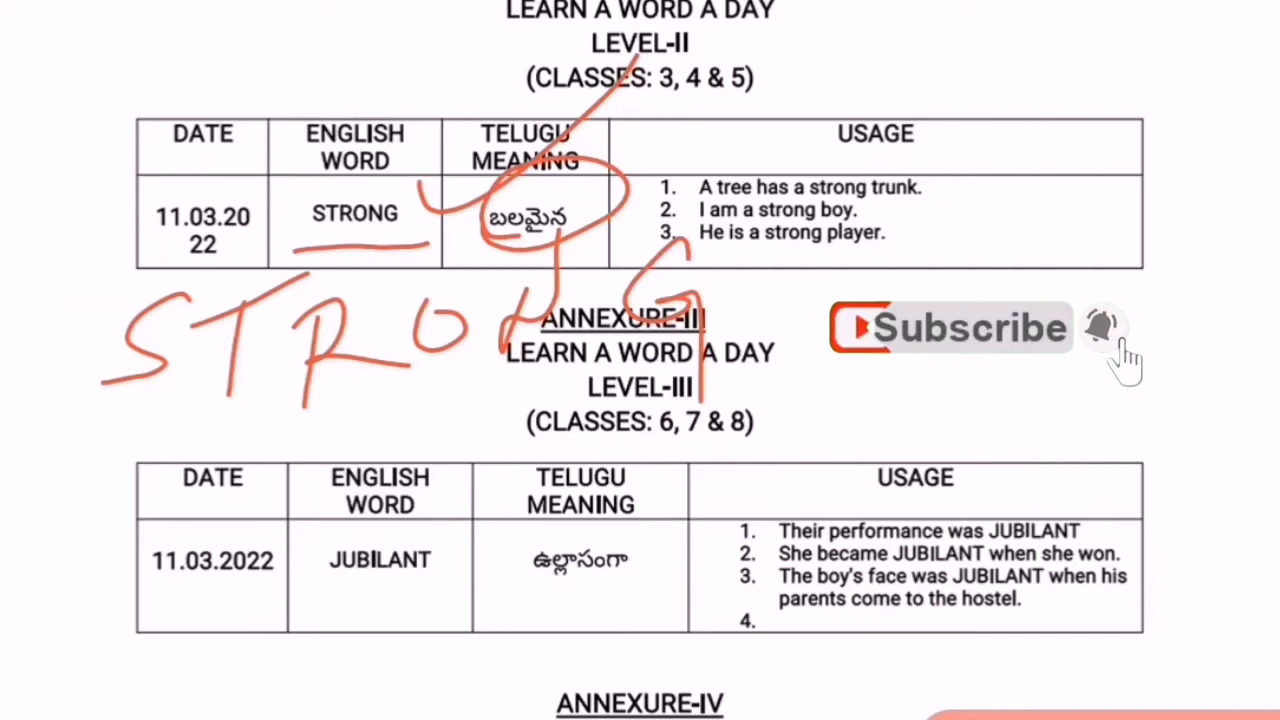 LEARN A WORD A DAY
LEVEL-II
(CLASSES: 3, 4 & 5)
DATE ENGLISH WORD TELUGU MEANING USAGE
11.03.2022 STRONG బలమైన
1. A tree has a strong trunk.
2. I am a strong boy.
3. He is a strong player.
STRONG
ANNEXURE-III
Subscribe
LEARN A WORD A DAY
LEVEL-III
(CLASSES: 6, 7 & 8)
DATE ENGLISH WORD TELUGU MEANING USAGE
11.03.2022 JUBILANT ఉల్లాసంగా
1. Their performance was JUBILANT
2. She became JUBILANT when she won.
3. The boy's face was JUBILANT when his
parents come to the hostel.
4.
ANNEXURE-IV